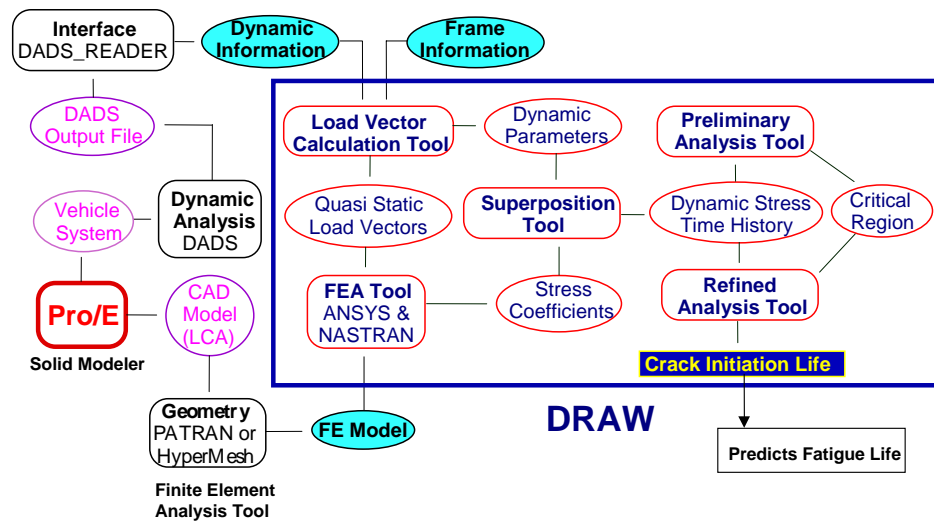 Interface
DADS_READER
Dynamic
Information
Frame
Information
DADS
Output File
Load Vector
Calculation Tool
Dynamic
Parameters
Preliminary
Analysis Tool
Vehicle
System
Dynamic
Analysis
DADS
Quasi Static
Load Vectors
Superposition
Tool
Dynamic Stress
Time History
Critical
Region
Pro/E
Solid Modeler
CAD
Model
(LCA)
FEA Tool
ANSYS &
NASTRAN
Stress
Coefficients
Refined
Analysis Tool
Crack Initiation Life
Geometry
PATRAN or
HyperMesh
FE Model
DRAW
Predicts Fatigue Life
Finite Element
Analysis Tool